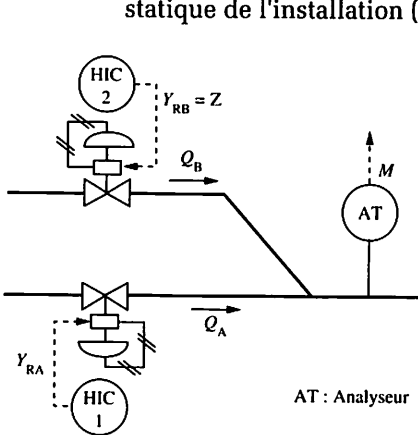 statique de l'installation (
HIC
2
Y_RB = Z
Q_B
M
AT
Q_A
Y_RA
HIC
1
AT : Analyseur